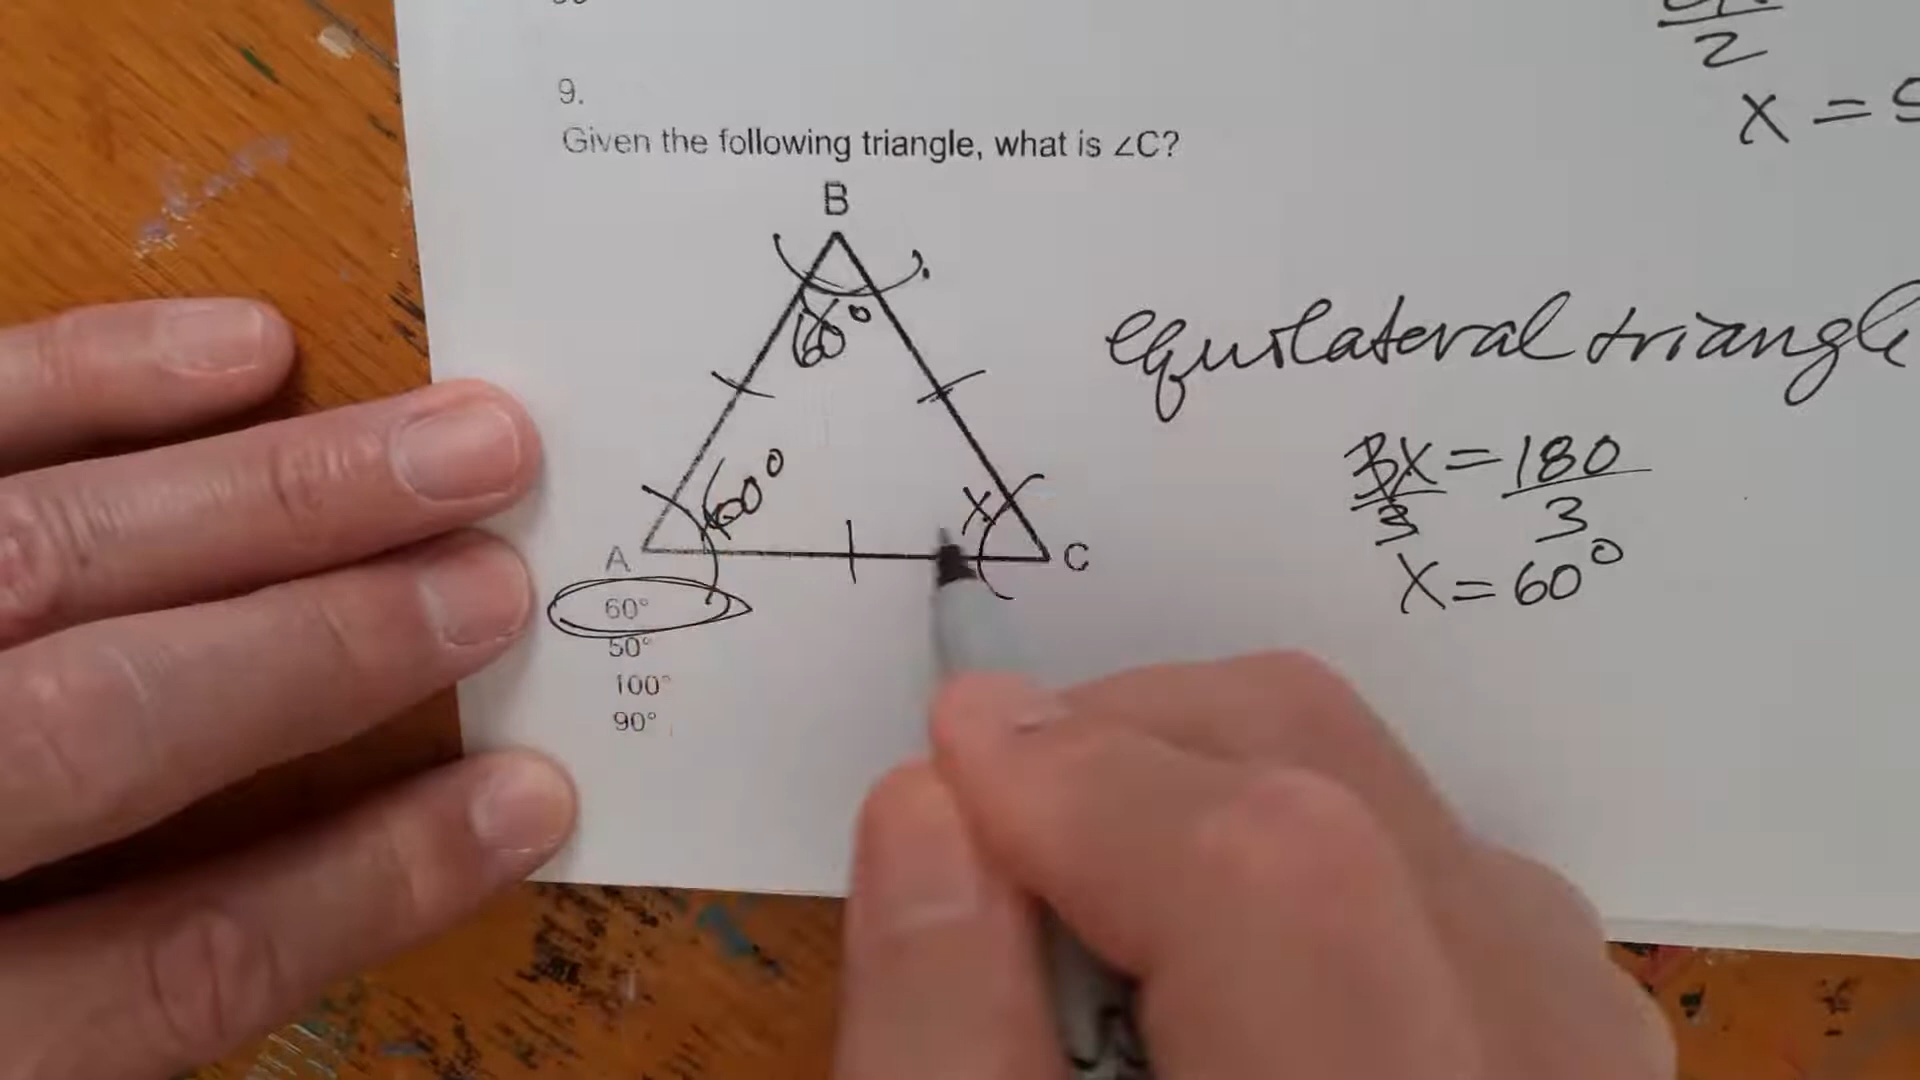 2
x =
9.
Given the following triangle, what is ∠C?
B
60°
equilateral triangle
60°
x
3x = 180
3 3
x = 60°
A
C
60°
50°
100°
90°